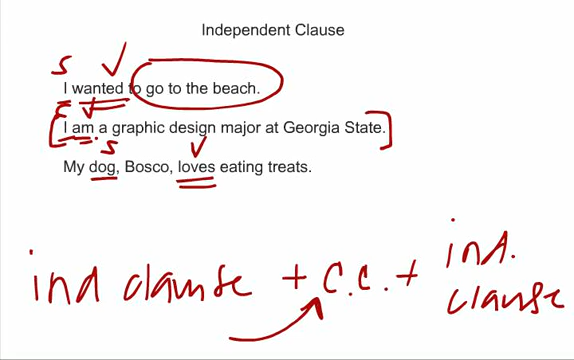 Independent Clause
S V
I wanted to go to the beach.
S V
I am a graphic design major at Georgia State.
S V
My dog, Bosco, loves eating treats.
ind clause + C.C. + ind.
clause